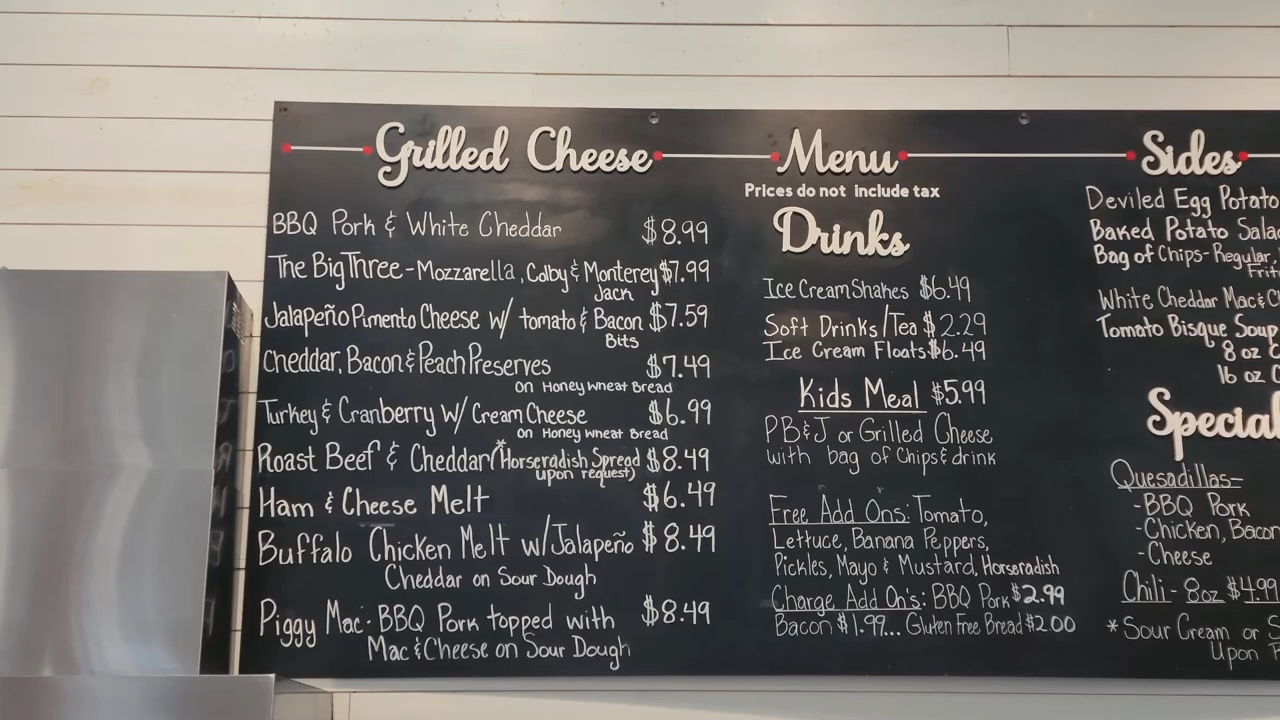 Grilled Cheese
BBQ Pork & White Cheddar $8.99
The Big Three - Mozzarella, Colby & Monterey $7.99
Jack
Jalapeño Pimento Cheese w/ tomato & Bacon $7.59
Bits
Cheddar, Bacon & Peach Preserves $7.49
on Honey wheat Bread
Turkey & Cranberry w/ Cream Cheese $6.99
on Honey wheat Bread
Roast Beef & Cheddar (*Horseradish Spread $8.49
upon request)
Ham & Cheese Melt $6.49
Buffalo Chicken Melt w/ Jalapeño $8.49
Cheddar on Sour Dough
Piggy Mac - BBQ Pork topped with $8.49
Mac & Cheese on Sour Dough
Menu
Prices do not include tax
Drinks
Ice Cream Shakes $6.49
Soft Drinks/Tea $2.29
Ice Cream Floats $6.49
Kids Meal $5.99
PB&J or Grilled Cheese
with bag of Chips & drink
Free Add Ons: Tomato,
Lettuce, Banana Peppers,
Pickles, Mayo & Mustard, Horseradish
Charge Add On's: BBQ Pork $2.99
Bacon $1.99... Gluten Free Bread $2.00
Sides
Deviled Egg Potato
Baked Potato
Bag of Chips - Regular,
White Cheddar Mac &
Tomato Bisque Soup
8 oz
16 oz
Quesadillas-
-BBQ Pork
-Chicken, Bacon
-Cheese
Chili - 8oz $4.99
*Sour Cream or
Upon